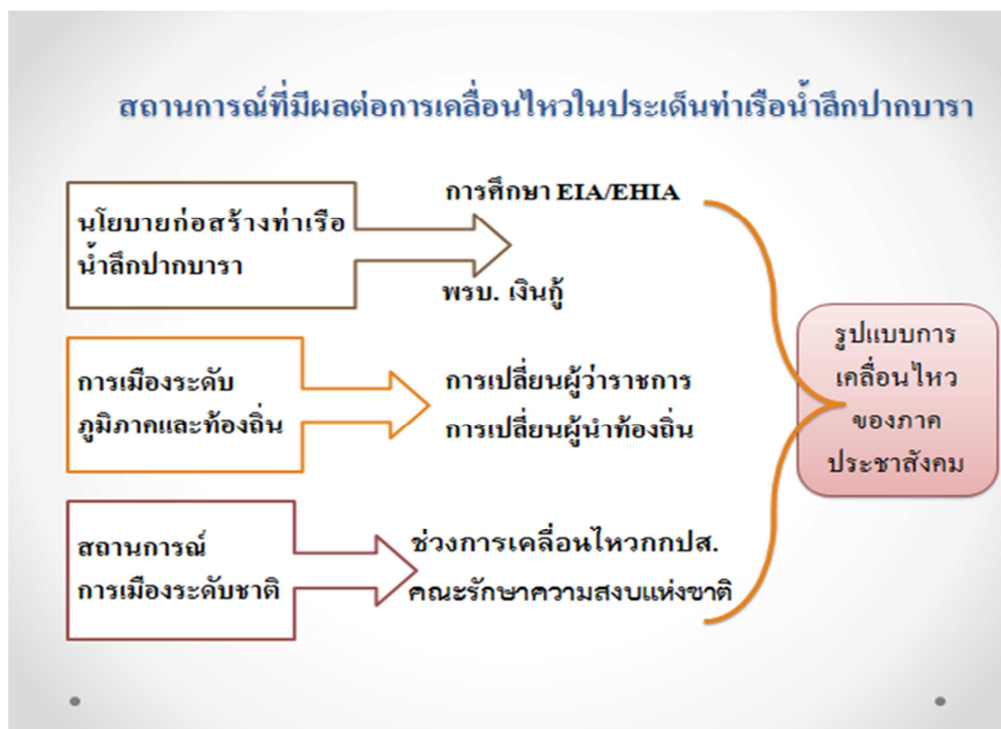 สถานการณ์ที่มีผลต่อการเคลื่อนไหวในประเด็นท่าเรือน้ำลึกปากบารา
นโยบายก่อสร้างท่าเรือ
น้ำลึกปากบารา
การศึกษา EIA/EHIA
พรบ. เงินกู้
การเมืองระดับ
ภูมิภาคและท้องถิ่น
การเปลี่ยนผู้ว่าราชการ
การเปลี่ยนผู้นำท้องถิ่น
สถานการณ์
การเมืองระดับชาติ
ช่วงการเคลื่อนไหวกกปส.
คณะรักษาความสงบแห่งชาติ
รูปแบบการ
เคลื่อนไหว
ของภาค
ประชาสังคม